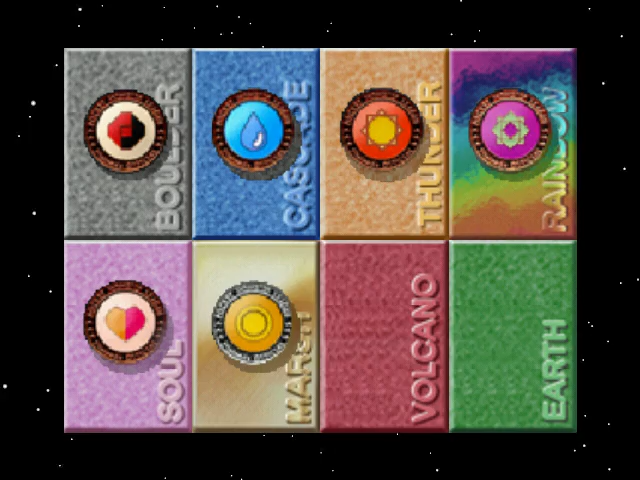 BOULDER
CASCADE
THUNDER
RAINBOW
SOUL
MARSH
VOLCANO
EARTH